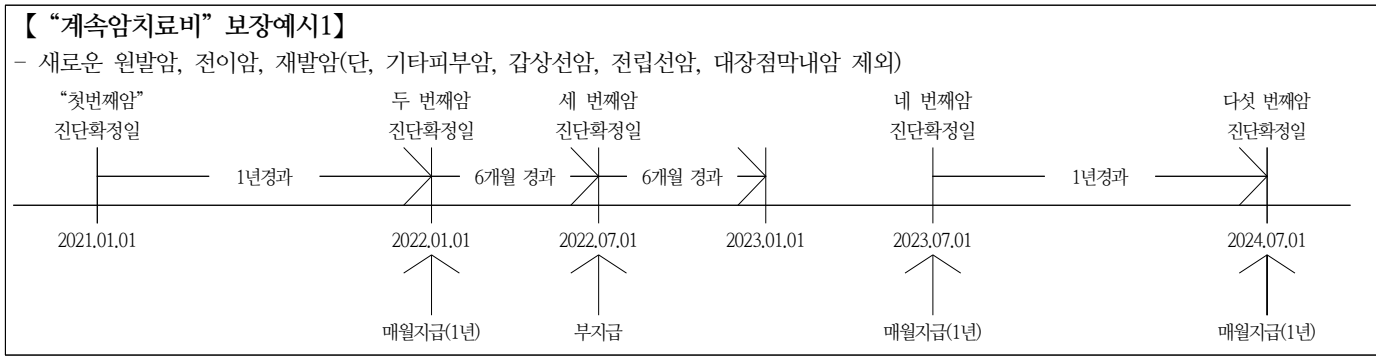 【 “계속암치료비” 보장예시1】
- 새로운 원발암, 전이암, 재발암(단, 기타피부암, 갑상선암, 전립선암, 대장점막내암 제외)
“첫번째암” 두 번째암 세 번째암 네 번째암 다섯 번째암
진단확정일 진단확정일 진단확정일 진단확정일 진단확정일
1년경과 6개월 경과 6개월 경과 1년경과
2021.01.01 2022.01.01 2022.07.01 2023.01.01 2023.07.01 2024.07.01
매월지급(1년) 부지급 매월지급(1년) 매월지급(1년)